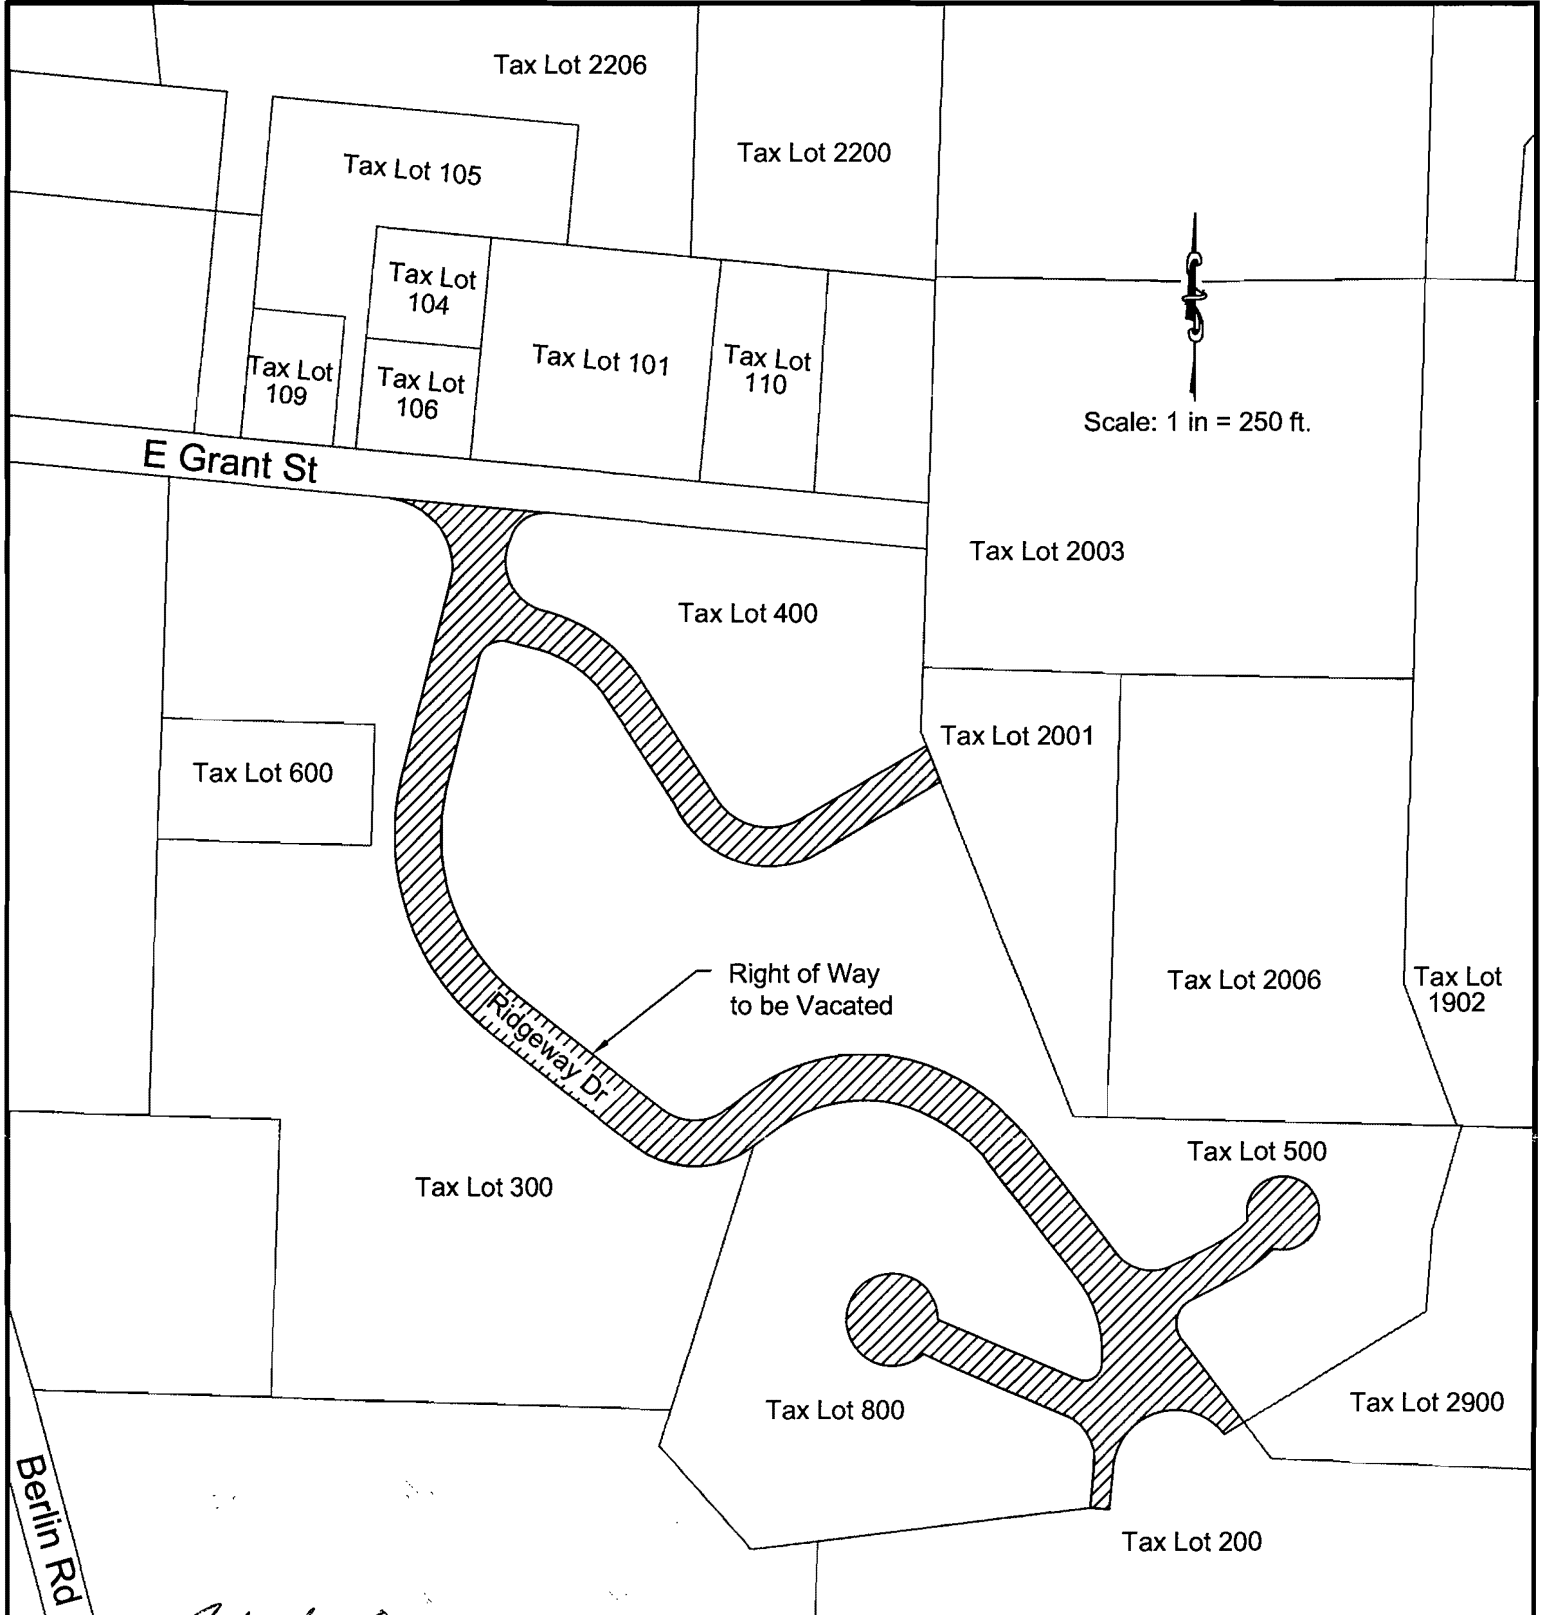 Tax Lot 2206
Tax Lot 2200
Tax Lot 105
Tax Lot
104
Tax Lot 101
Tax Lot
110
Tax Lot
109
Tax Lot
106
Scale: 1 in = 250 ft.
E Grant St
Tax Lot 2003
Tax Lot 400
Tax Lot 2001
Tax Lot 600
Right of Way
to be Vacated
Tax Lot 2006
Tax Lot
1902
Ridgeway Dr
Tax Lot 500
Tax Lot 300
Tax Lot 800
Tax Lot 2900
Berlin Rd
Tax Lot 200